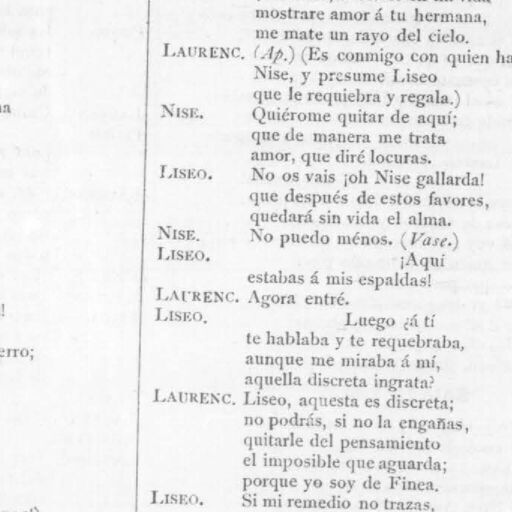 mostrare amor á tu hermana,
me mate un rayo del cielo.
LAURENC. (Ap.) (Es conmigo con quien ha
Nise, y presume Liseo
que le requiebra y regala.)
NISE. Quiérome quitar de aquí;
que de manera me trata
amor, que diré locuras.
LISEO. No os vais ¡oh Nise gallarda!
que después de estos favores,
quedará sin vida el alma.
NISE. No puedo ménos. (Vase.)
LISEO. ¡Aquí
estabas á mis espaldas!
LAURENC. Agora entré.
LISEO. Luego ¿á tí
te hablaba y te requebraba,
aunque me miraba á mí,
aquella discreta ingrata?
LAURENC. Liseo, aquesta es discreta;
no podrás, si no la engañas,
quitarle del pensamiento
el imposible que aguarda;
porque yo soy de Finea.
LISEO. Si mi remedio no trazas,
erro;